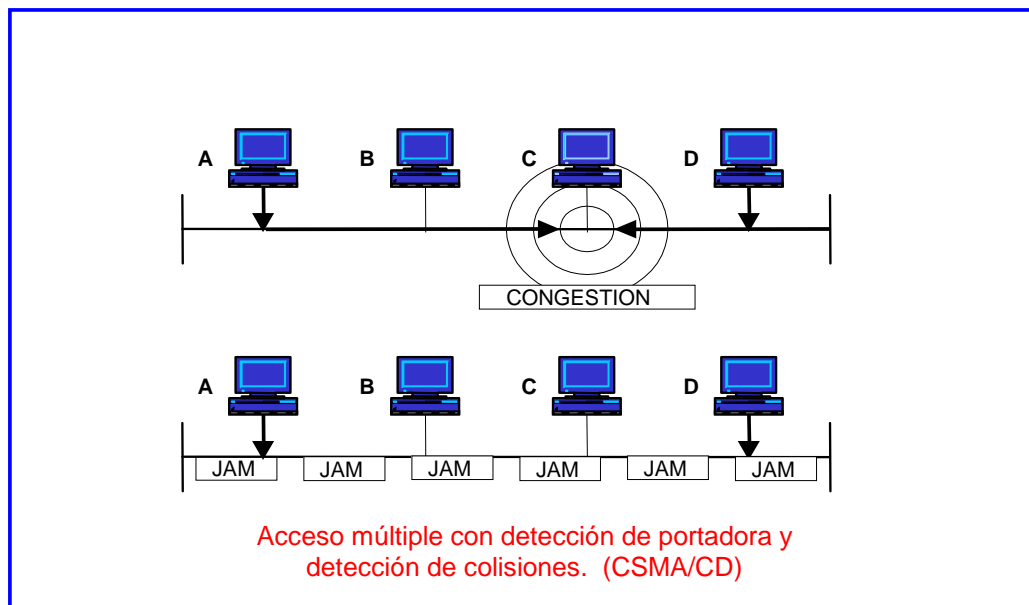 A B C D
CONGESTION
A B C D
JAM JAM JAM JAM JAM JAM
Acceso múltiple con detección de portadora y
detección de colisiones. (CSMA/CD)